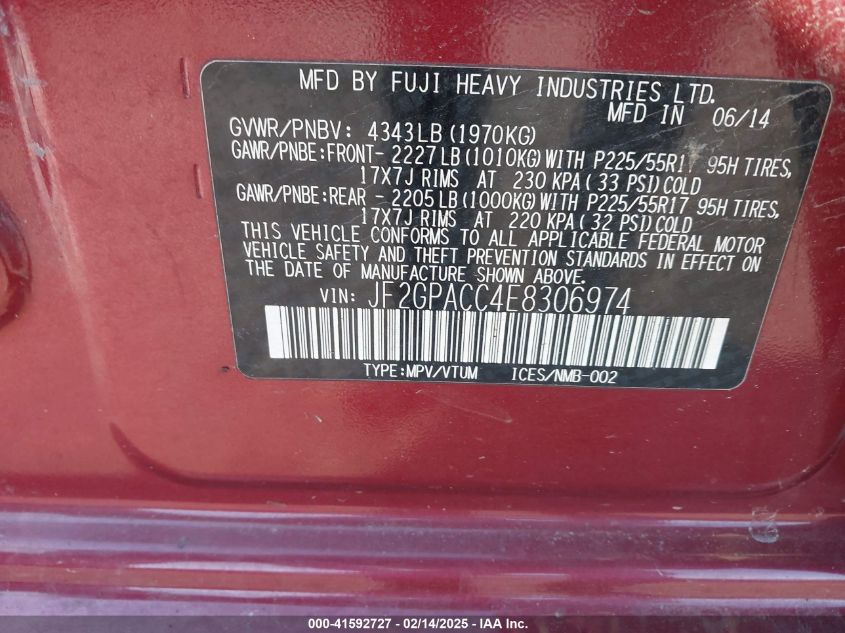 MFD BY FUJI HEAVY INDUSTRIES LTD.
MFD IN 06/14
GVWR/PNBV: 4343LB(1970KG)
GAWR/PNBE:FRONT- 2227LB(1010KG)WITH P225/55R17 95H TIRES,
17X7J RIMS AT 230 KPA( 33 PSI)COLD
GAWR/PNBE:REAR - 2205LB(1000KG)WITH P225/55R17 95H TIRES,
17X7J RIMS AT 220 KPA( 32 PSI)COLD
THIS VEHICLE CONFORMS TO ALL APPLICABLE FEDERAL MOTOR
VEHICLE SAFETY AND THEFT PREVENTION STANDARDS IN EFFECT ON
THE DATE OF MANUFACTURE SHOWN ABOVE.
VIN: JF2GPACC4E8306974
TYPE:MPV/VTUM ICES/NMB-002
000-41592727 - 02/14/2025 - © IAA Holdings, LLC